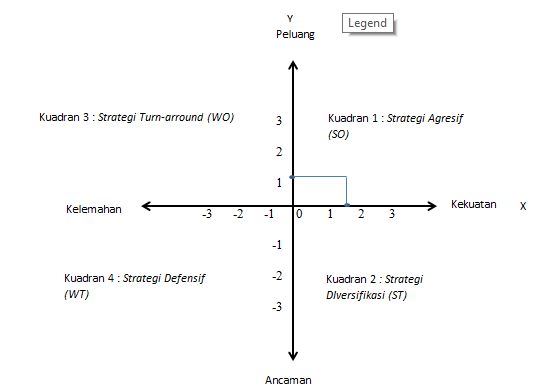 Y
Legend
Peluang
Kuadran 3 : Strategi Turn-arround (WO)
3
Kuadran 1 : Strategi Agresif
(SO)
2
1
Kelemahan
Kekuatan
X
-3 -2 -1 0 1 2 3
-1
Kuadran 4 : Strategi Defensif
(WT)
-2
Kuadran 2 : Strategi
DIversifikasi (ST)
-3
Ancaman